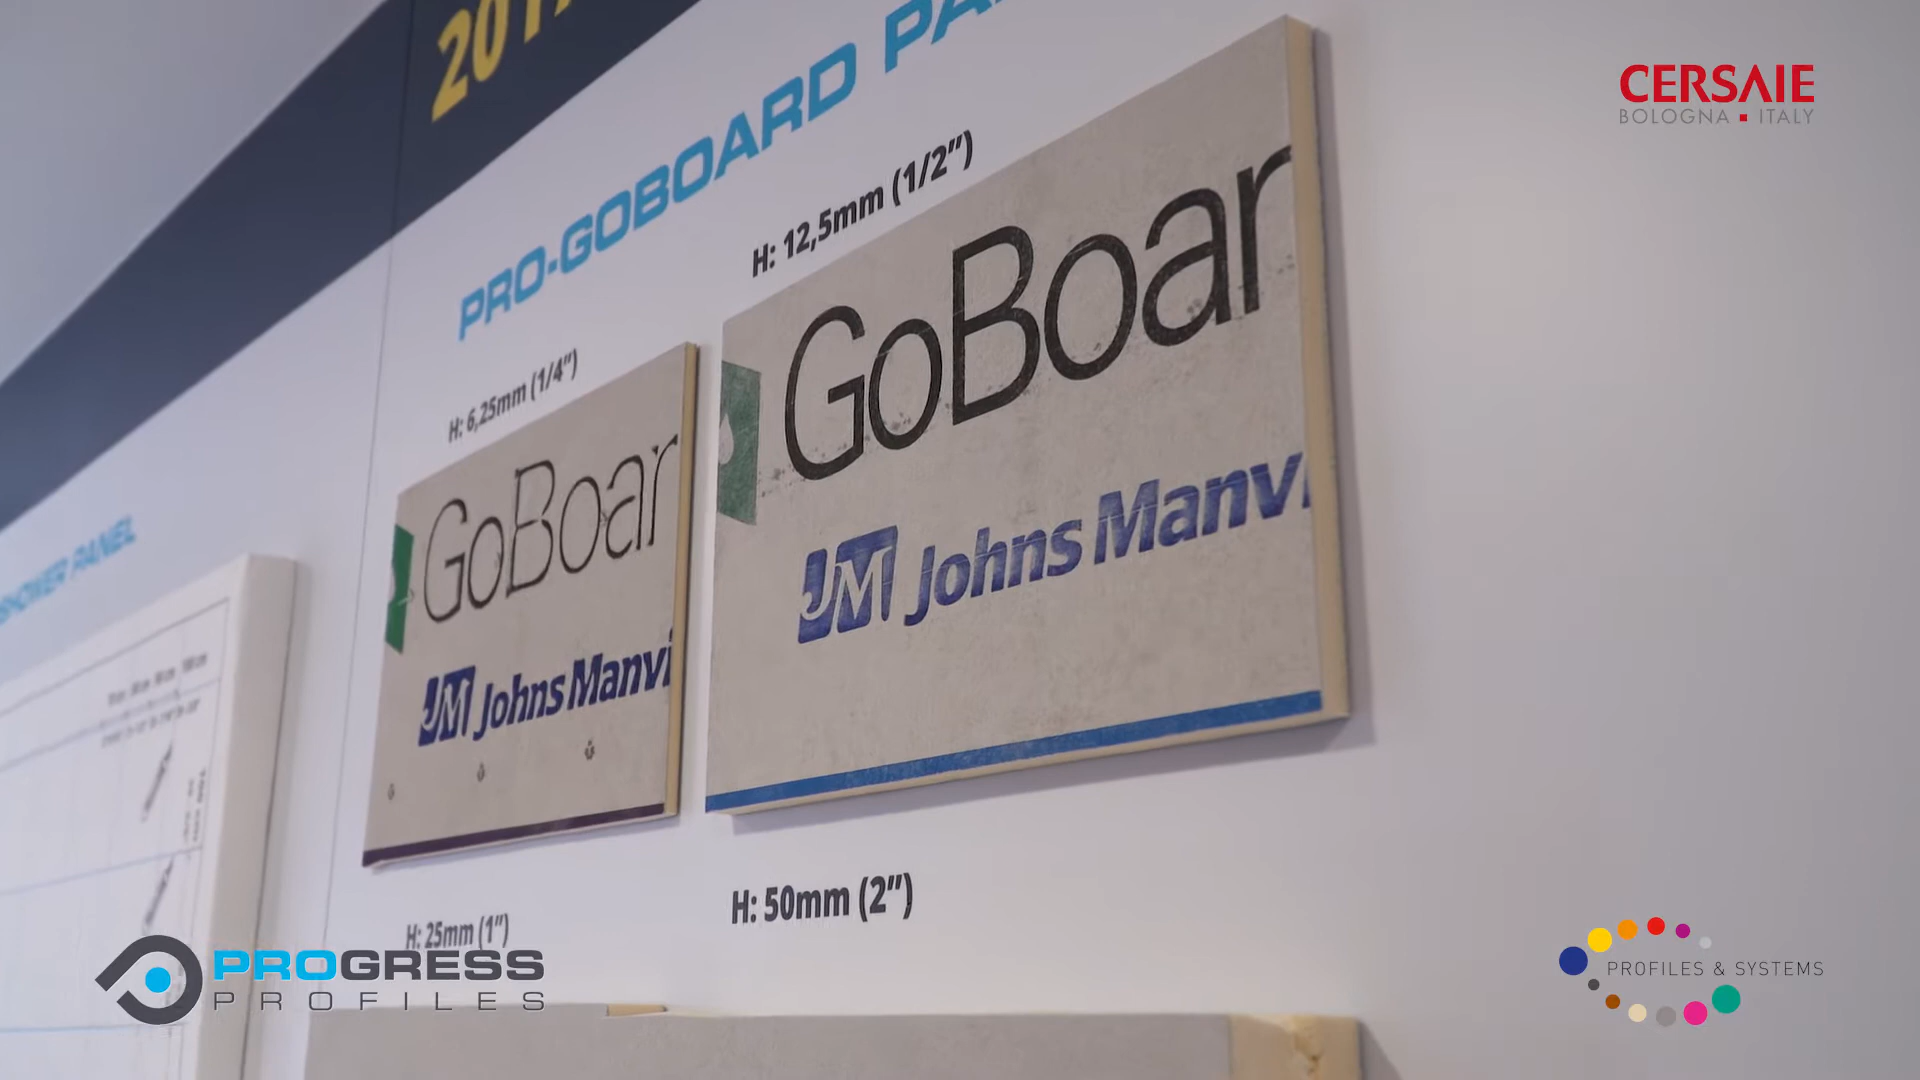 201
PRO-GOBOARD PA
CERSAIE
BOLOGNA ▪ ITALY
H: 12,5mm (1/2”)
H: 6,25mm (1/4”)
GoBoar
JM Johns Manvi
GoBoar
JM Johns Manvi
SHOWER PANEL
H: 25mm (1”)
H: 50mm (2”)
PROGRESS
PROFILES
PROFILES & SYSTEMS